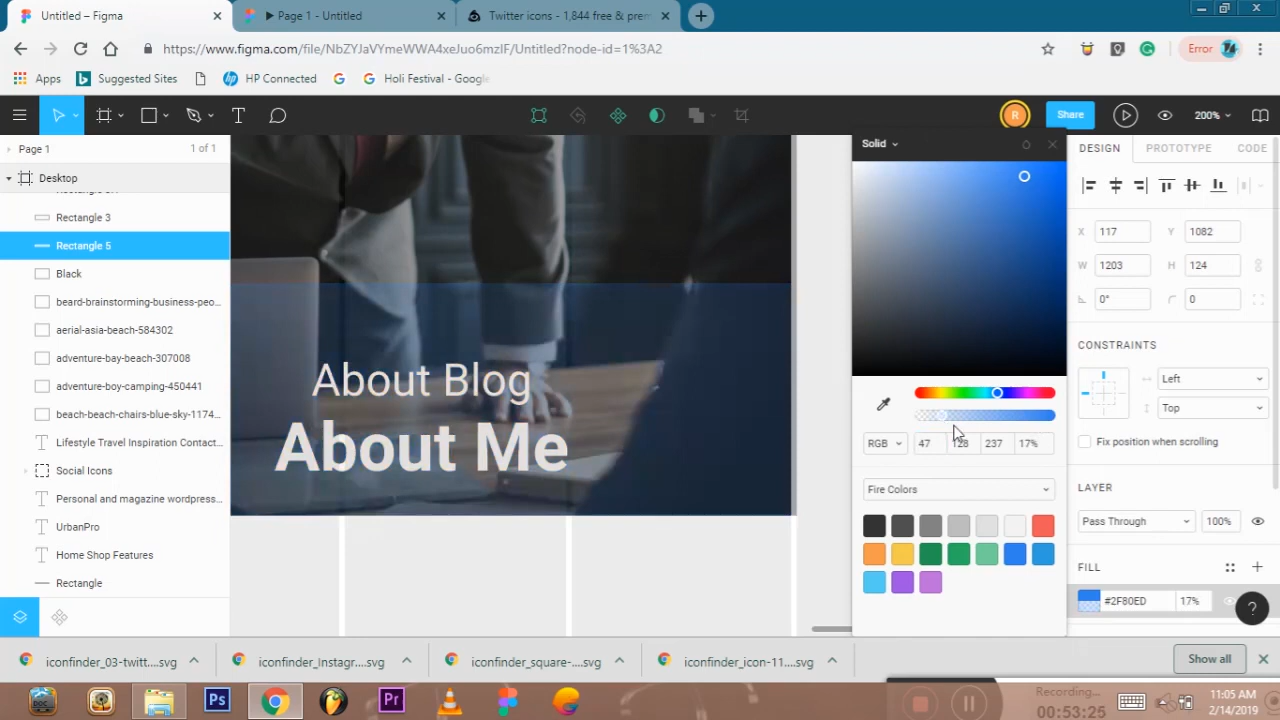 Untitled – Figma
Page 1 - Untitled
Twitter icons - 1,844 free & prem
https://www.figma.com/file/NbZYJaVYmeWWA4xeJuo6mzIF/Untitled?node-id=1%3A2
Error
Apps
Suggested Sites
HP Connected
Holi Festival - Google
R
Share
200%
Page 1
1 of 1
Desktop
Rectangle 3
Rectangle 5
Black
beard-brainstorming-business-peo...
aerial-asia-beach-584302
adventure-bay-beach-307008
adventure-boy-camping-450441
beach-beach-chairs-blue-sky-1174...
Lifestyle Travel Inspiration Contact...
Social Icons
Personal and magazine wordpress...
UrbanPro
Home Shop Features
Rectangle
About Blog
About Me
Solid
RGB
47
128
237
17%
Fire Colors
DESIGN
PROTOTYPE
CODE
X
117
Y
1082
W
1203
H
124
0°
0
CONSTRAINTS
Left
Top
Fix position when scrolling
LAYER
Pass Through
100%
FILL
#2F80ED
17%
?
iconfinder_03-twitt....svg
iconfinder_Instagr....svg
iconfinder_square-....svg
iconfinder_icon-11....svg
Show all
DOC
Ps
Pr
Recording...
00:53:25
11:05 AM
2/14/2019